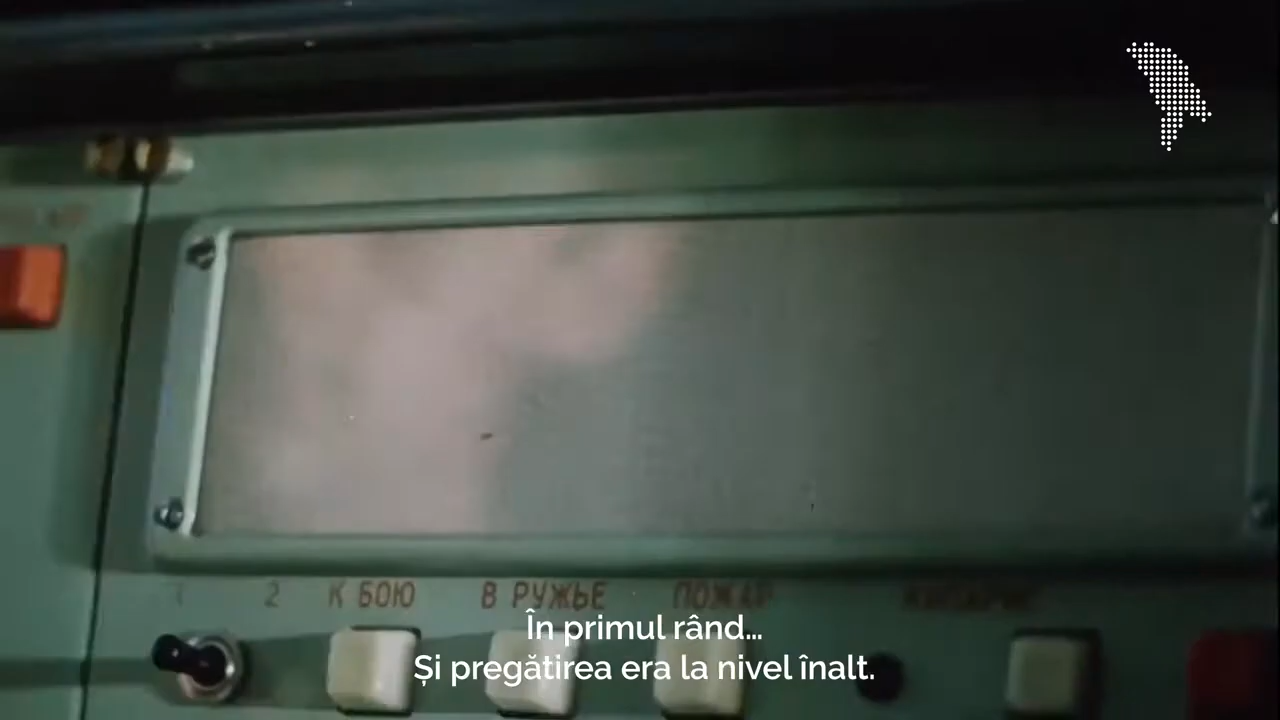 1 2 К БОЮ В РУЖЬЕ ПОЖАР
În primul rând...
Și pregătirea era la nivel înalt.